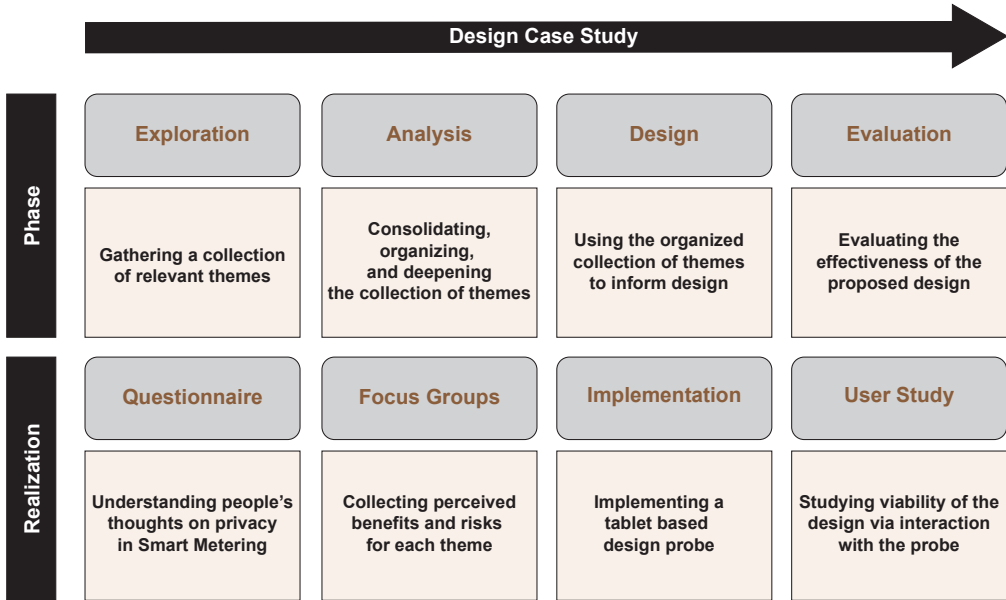 Design Case Study
Phase
Exploration
Analysis
Design
Evaluation
Gathering a collection
of relevant themes
Consolidating,
organizing,
and deepening
the collection of themes
Using the organized
collection of themes
to inform design
Evaluating the
effectiveness of the
proposed design
Realization
Questionnaire
Focus Groups
Implementation
User Study
Understanding people’s
thoughts on privacy
in Smart Metering
Collecting perceived
benefits and risks
for each theme
Implementing a
tablet based
design probe
Studying viability of the
design via interaction
with the probe